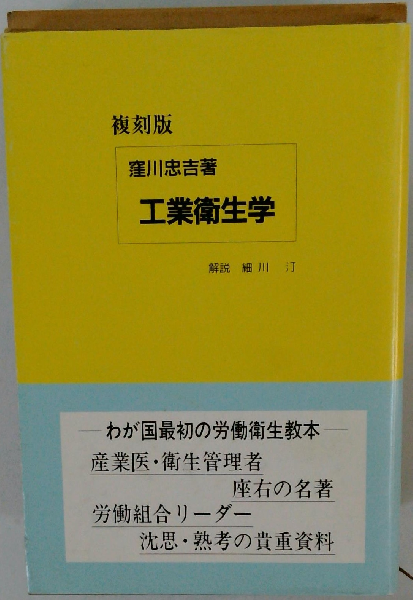 複刻版
窪川忠吉著
工業衛生学
解説 細川 汀
わが国最初の労働衛生教本
産業医・衛生管理者
座右の名著
労働組合リーダー
沈思・熟考の貴重資料